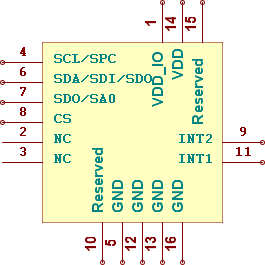 1
14
15
VDD_IO
VDD
Reserved
4 SCL/SPC
6 SDA/SDI/SDO
7 SDO/SA0
8 CS
2 NC
3 NC
INT2 9
INT1 11
Reserved
GND
GND
GND
GND
10
5
12
13
16